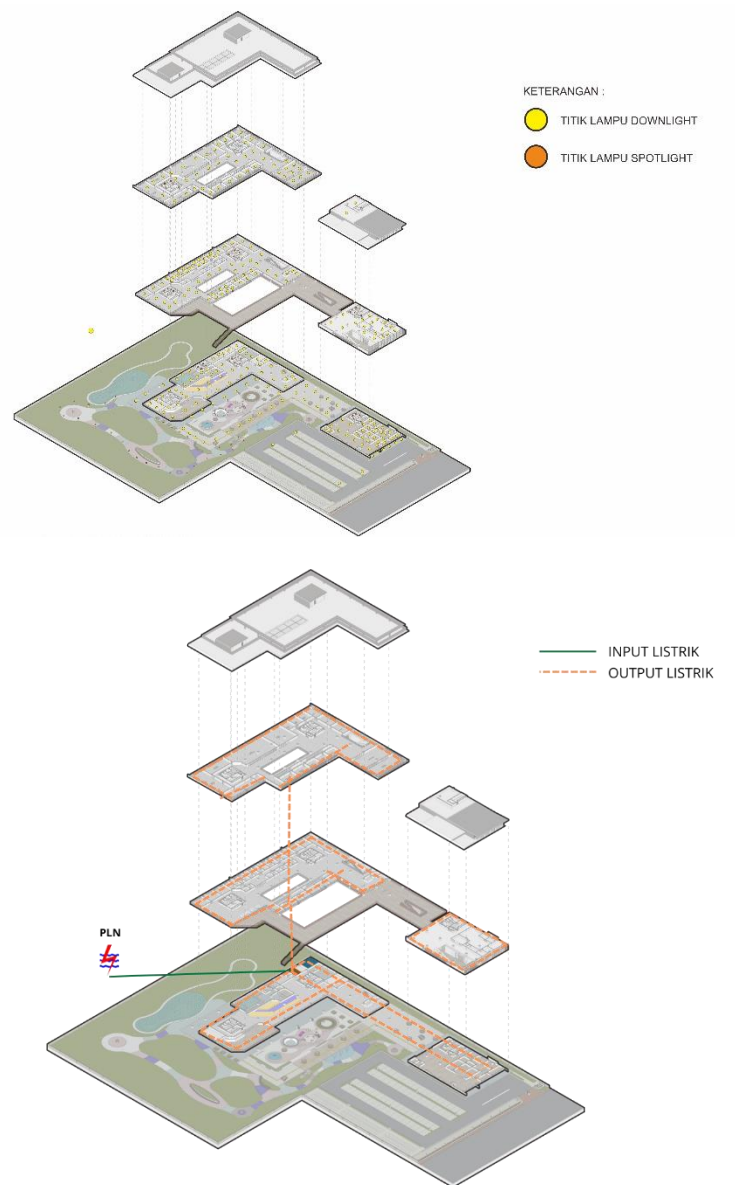 KETERANGAN :
TITIK LAMPU DOWNLIGHT
TITIK LAMPU SPOTLIGHT
INPUT LISTRIK
OUTPUT LISTRIK
PLN